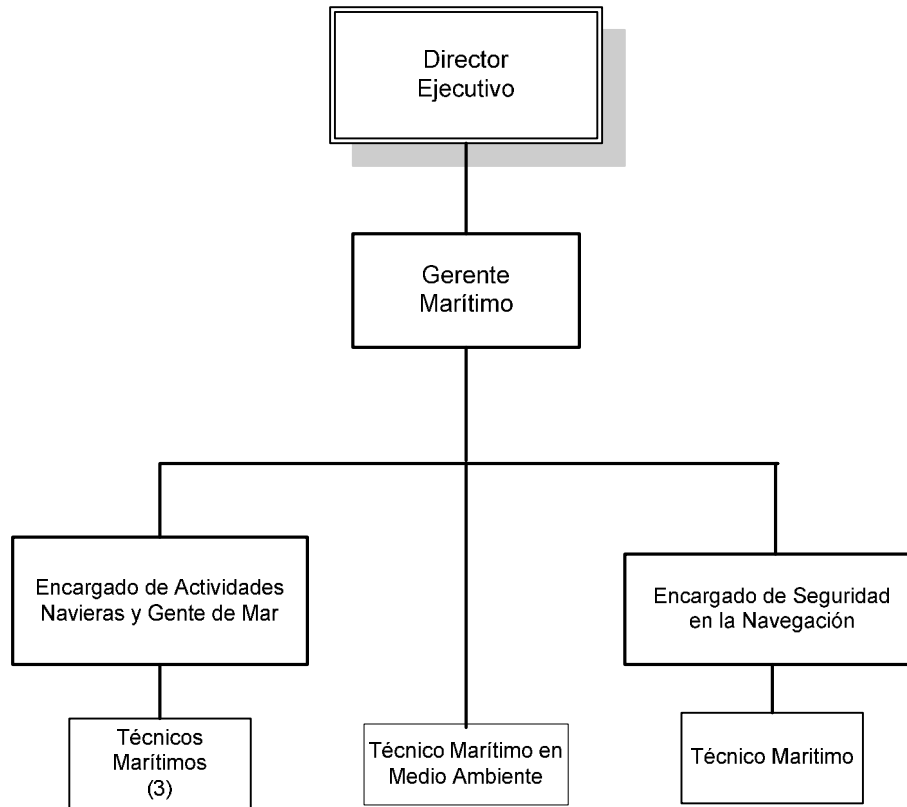 Director
Ejecutivo
Gerente
Marítimo
Encargado de Actividades
Navieras y Gente de Mar
Encargado de Seguridad
en la Navegación
Técnicos
Marítimos
(3)
Técnico Marítimo en
Medio Ambiente
Técnico Maritimo